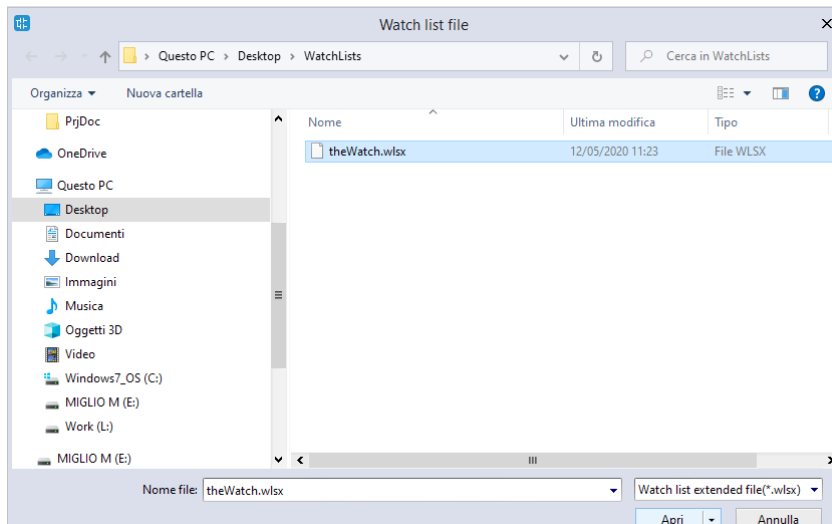 Watch list file
Questo PC > Desktop > WatchLists
Cerca in WatchLists
Organizza
Nuova cartella
PrjDoc
OneDrive
Questo PC
Desktop
Documenti
Download
Immagini
Musica
Oggetti 3D
Video
Windows7_OS (C:)
MIGLIO M (E:)
Work (L:)
MIGLIO M (E:)
Nome Ultima modifica Tipo
theWatch.wlsx 12/05/2020 11:23 File WLSX
Nome file: theWatch.wlsx Watch list extended file(*.wlsx)
Apri Annulla